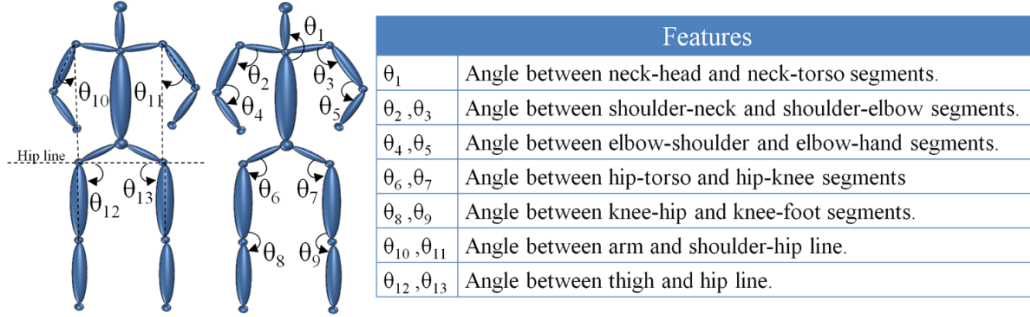 θ10
θ11
Hip line
θ12
θ13
θ1
θ2
θ3
θ4
θ5
θ6
θ7
θ8
θ9
Features
θ1 Angle between neck-head and neck-torso segments.
θ2 ,θ3 Angle between shoulder-neck and shoulder-elbow segments.
θ4 ,θ5 Angle between elbow-shoulder and elbow-hand segments.
θ6 ,θ7 Angle between hip-torso and hip-knee segments
θ8 ,θ9 Angle between knee-hip and knee-foot segments.
θ10 ,θ11 Angle between arm and shoulder-hip line.
θ12 ,θ13 Angle between thigh and hip line.